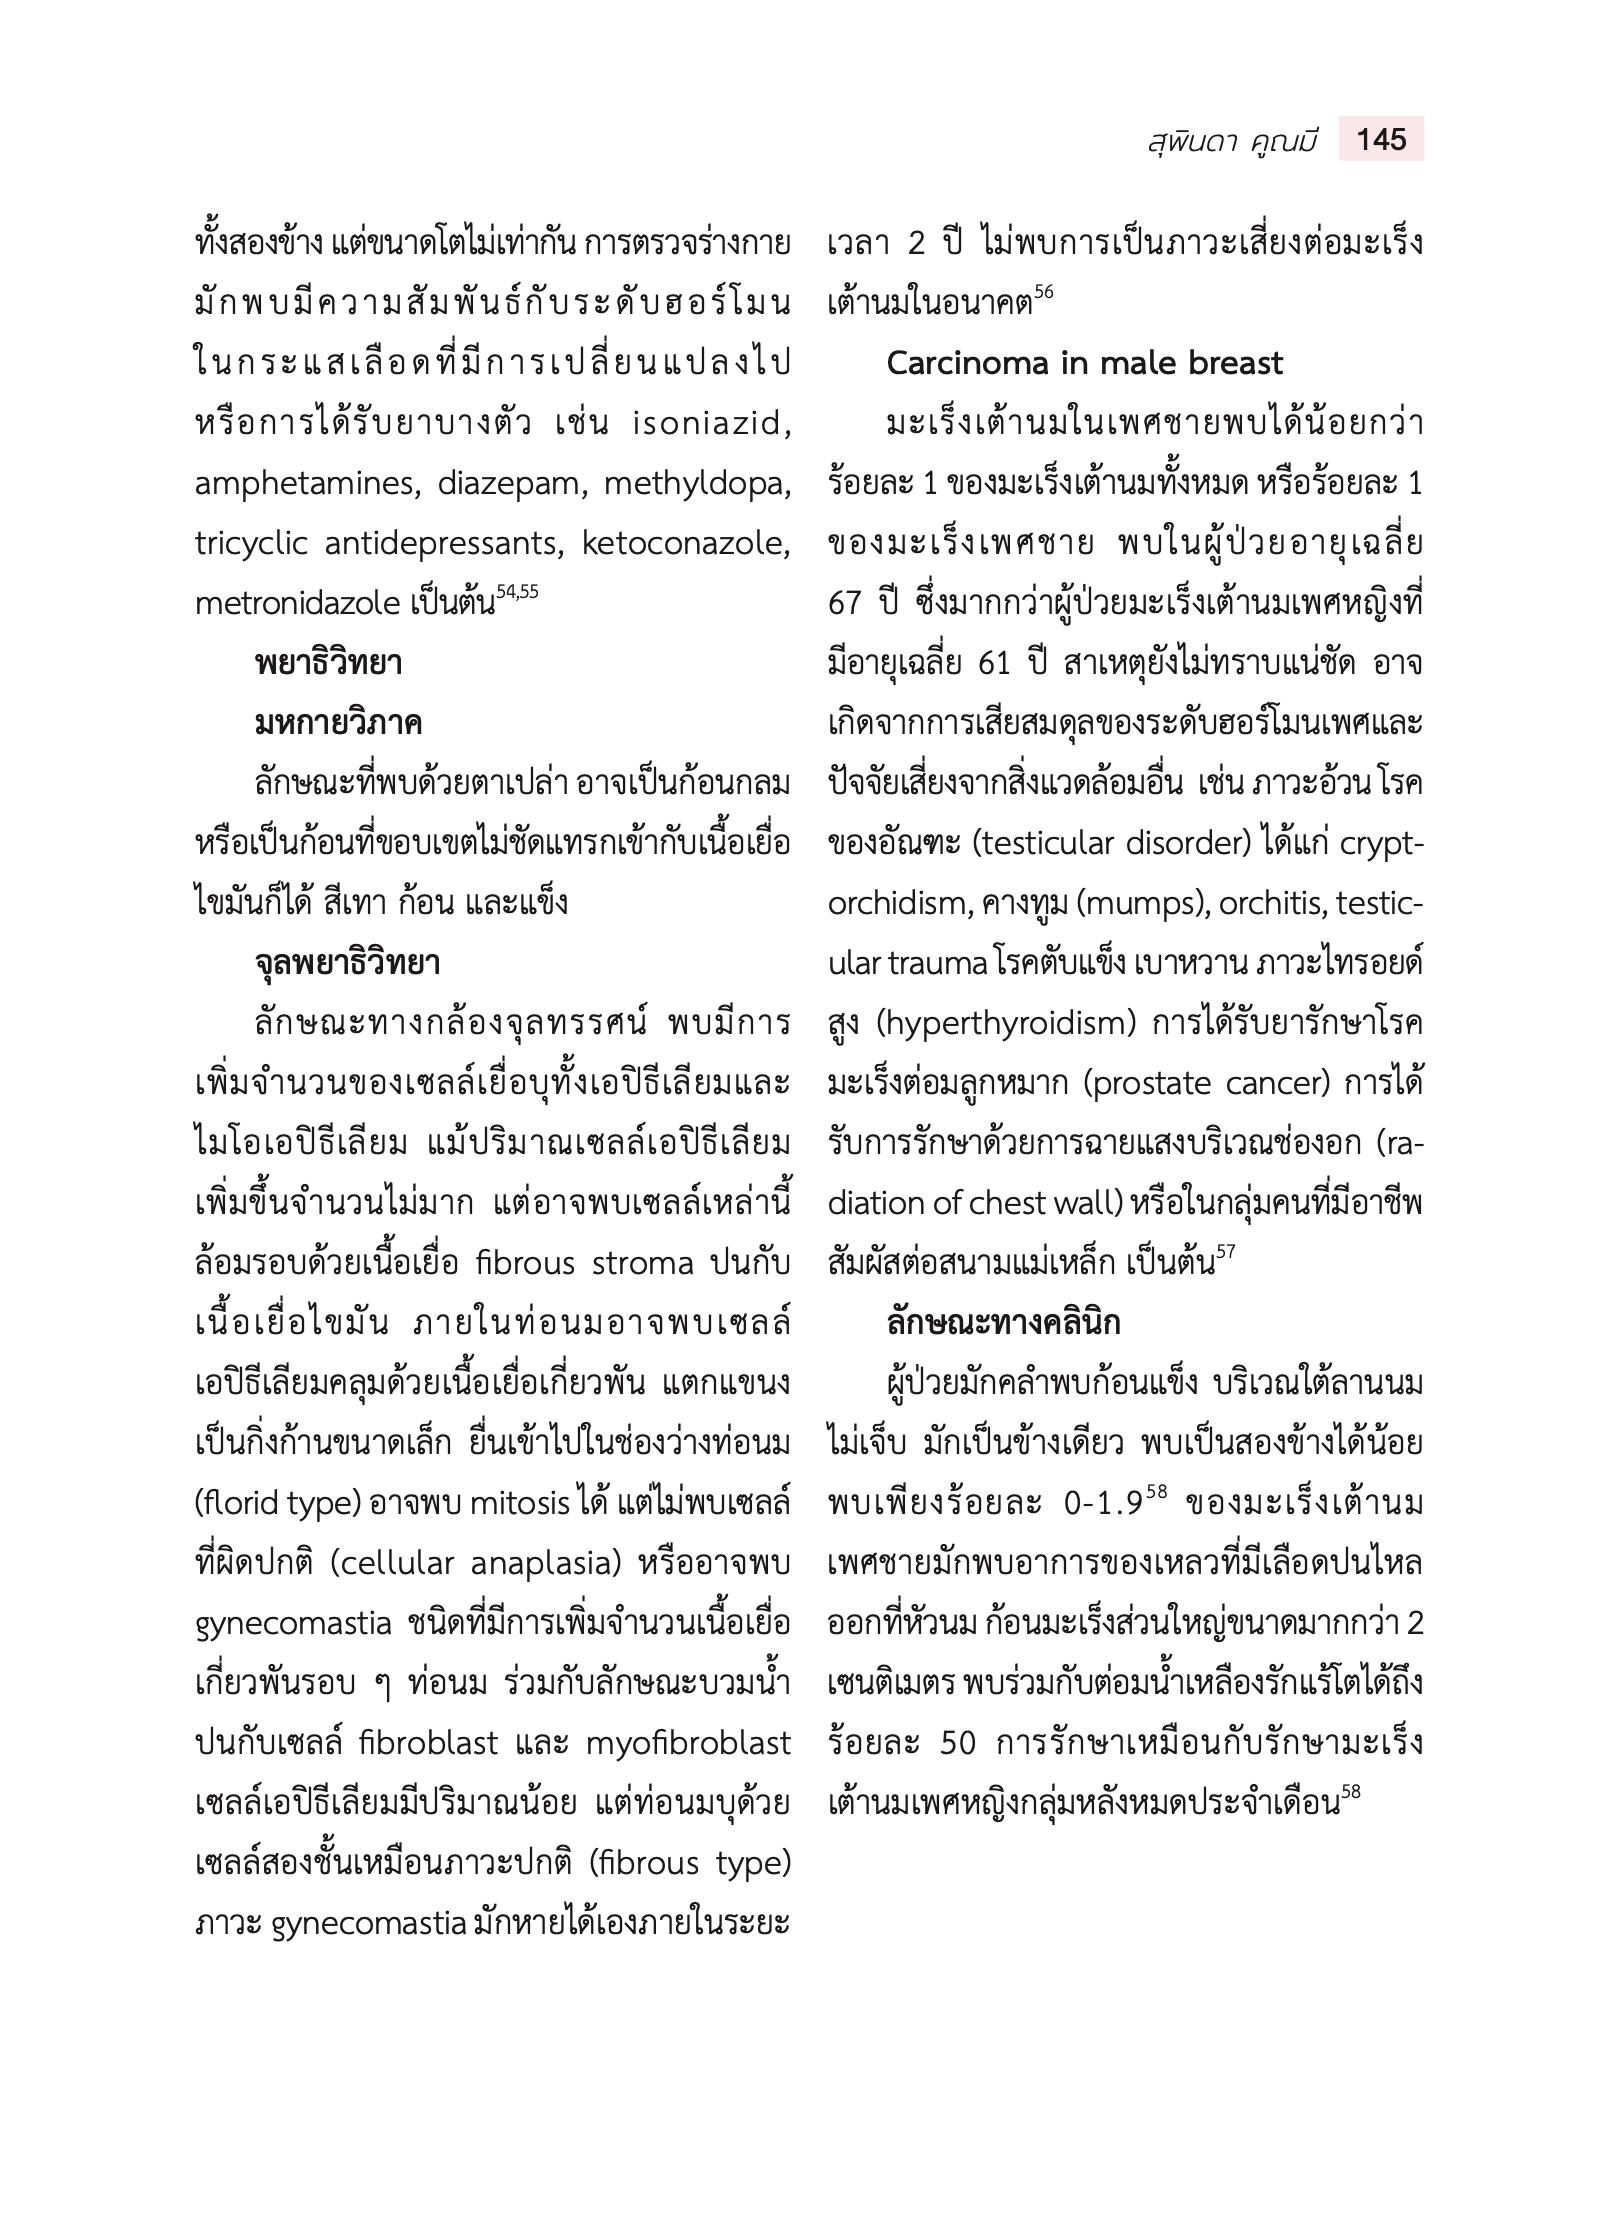 สุพินดา คูณมี 145
ทั้งสองข้าง แต่ขนาดโตไม่เท่ากัน การตรวจร่างกาย
มักพบมีความสัมพันธ์กับระดับฮอร์โมน
ในกระแสเลือดที่มีการเปลี่ยนแปลงไป
หรือการได้รับยาบางตัว เช่น isoniazid,
amphetamines, diazepam, methyldopa,
tricyclic antidepressants, ketoconazole,
metronidazole เป็นต้น54,55
พยาธิวิทยา
มหกายวิภาค
ลักษณะที่พบด้วยตาเปล่า อาจเป็นก้อนกลม
หรือเป็นก้อนที่ขอบเขตไม่ชัดแทรกเข้ากับเนื้อเยื่อ
ไขมันก็ได้ สีเทา ก้อน และแข็ง
จุลพยาธิวิทยา
ลักษณะทางกล้องจุลทรรศน์ พบมีการ
เพิ่มจำนวนของเซลล์เยื่อบุทั้งเอปิธีเลียมและ
ไมโอเอปิธีเลียม แม้ปริมาณเซลล์เอปิธีเลียม
เพิ่มขึ้นจำนวนไม่มาก แต่อาจพบเซลล์เหล่านี้
ล้อมรอบด้วยเนื้อเยื่อ fibrous stroma ปนกับ
เนื้อเยื่อไขมัน ภายในท่อนมอาจพบเซลล์
เอปิธีเลียมคลุมด้วยเนื้อเยื่อเกี่ยวพัน แตกแขนง
เป็นกิ่งก้านขนาดเล็ก ยื่นเข้าไปในช่องว่างท่อนม
(florid type) อาจพบ mitosis ได้ แต่ไม่พบเซลล์
ที่ผิดปกติ (cellular anaplasia) หรืออาจพบ
gynecomastia ชนิดที่มีการเพิ่มจำนวนเนื้อเยื่อ
เกี่ยวพันรอบ ๆ ท่อนม ร่วมกับลักษณะบวมน้ำ
ปนกับเซลล์ fibroblast และ myofibroblast
เซลล์เอปิธีเลียมมีปริมาณน้อย แต่ท่อนมบุด้วย
เซลล์สองชั้นเหมือนภาวะปกติ (fibrous type)
ภาวะ gynecomastia มักหายได้เองภายในระยะ
เวลา 2 ปี ไม่พบการเป็นภาวะเสี่ยงต่อมะเร็ง
เต้านมในอนาคต56
Carcinoma in male breast
มะเร็งเต้านมในเพศชายพบได้น้อยกว่า
ร้อยละ 1 ของมะเร็งเต้านมทั้งหมด หรือร้อยละ 1
ของมะเร็งเพศชาย พบในผู้ป่วยอายุเฉลี่ย
67 ปี ซึ่งมากกว่าผู้ป่วยมะเร็งเต้านมเพศหญิงที่
มีอายุเฉลี่ย 61 ปี สาเหตุยังไม่ทราบแน่ชัด อาจ
เกิดจากการเสียสมดุลของระดับฮอร์โมนเพศและ
ปัจจัยเสี่ยงจากสิ่งแวดล้อมอื่น เช่น ภาวะอ้วน โรค
ของอัณฑะ (testicular disorder) ได้แก่ crypt-
orchidism, คางทูม (mumps), orchitis, testic-
ular trauma โรคตับแข็ง เบาหวาน ภาวะไทรอยด์
สูง (hyperthyroidism) การได้รับยารักษาโรค
มะเร็งต่อมลูกหมาก (prostate cancer) การได้
รับการรักษาด้วยการฉายแสงบริเวณช่องอก (ra-
diation of chest wall) หรือในกลุ่มคนที่มีอาชีพ
สัมผัสต่อสนามแม่เหล็ก เป็นต้น57
ลักษณะทางคลินิก
ผู้ป่วยมักคลำพบก้อนแข็ง บริเวณใต้ลานนม
ไม่เจ็บ มักเป็นข้างเดียว พบเป็นสองข้างได้น้อย
พบเพียงร้อยละ 0-1.958 ของมะเร็งเต้านม
เพศชายมักพบอาการของเหลวที่มีเลือดปนไหล
ออกที่หัวนม ก้อนมะเร็งส่วนใหญ่ขนาดมากกว่า 2
เซนติเมตร พบร่วมกับต่อมน้ำเหลืองรักแร้โตได้ถึง
ร้อยละ 50 การรักษาเหมือนกับรักษามะเร็ง
เต้านมเพศหญิงกลุ่มหลังหมดประจำเดือน58